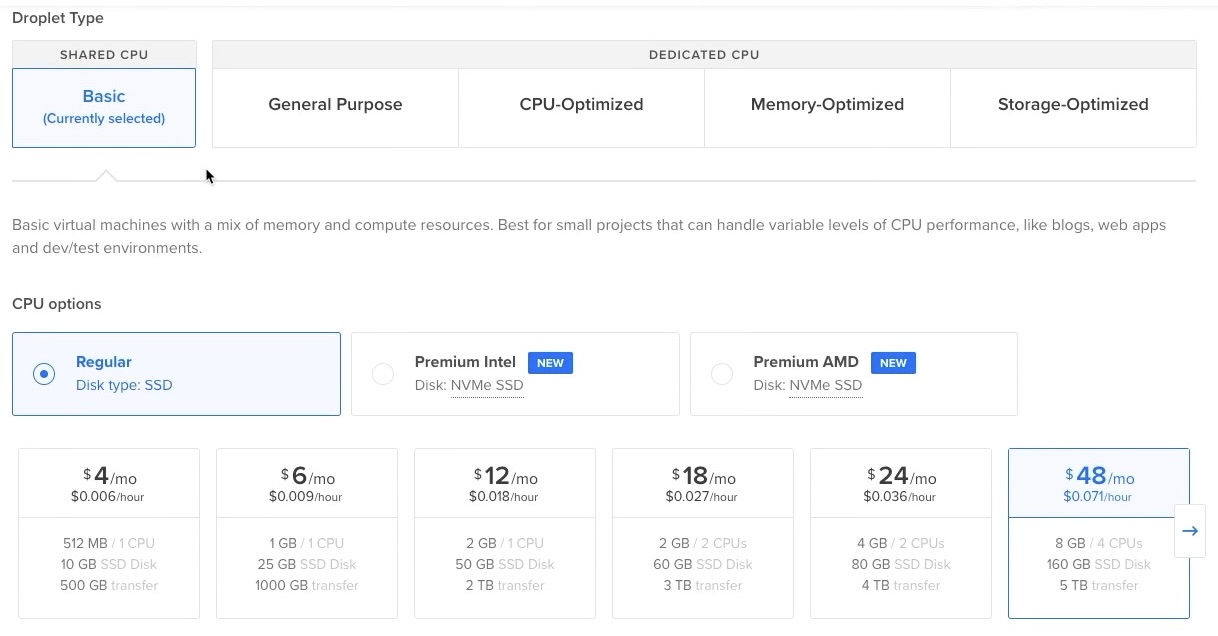 Droplet Type
SHARED CPU
DEDICATED CPU
Basic
(Currently selected)
General Purpose
CPU-Optimized
Memory-Optimized
Storage-Optimized
Basic virtual machines with a mix of memory and compute resources. Best for small projects that can handle variable levels of CPU performance, like blogs, web apps
and dev/test environments.
CPU options
Regular
Disk type: SSD
Premium Intel NEW
Disk: NVMe SSD
Premium AMD NEW
Disk: NVMe SSD
$4/mo
$0.006/hour
512 MB / 1 CPU
10 GB SSD Disk
500 GB transfer
$6/mo
$0.009/hour
1 GB / 1 CPU
25 GB SSD Disk
1000 GB transfer
$12/mo
$0.018/hour
2 GB / 1 CPU
50 GB SSD Disk
2 TB transfer
$18/mo
$0.027/hour
2 GB / 2 CPUs
60 GB SSD Disk
3 TB transfer
$24/mo
$0.036/hour
4 GB / 2 CPUs
80 GB SSD Disk
4 TB transfer
$48/mo
$0.071/hour
8 GB / 4 CPUs
160 GB SSD Disk
5 TB transfer